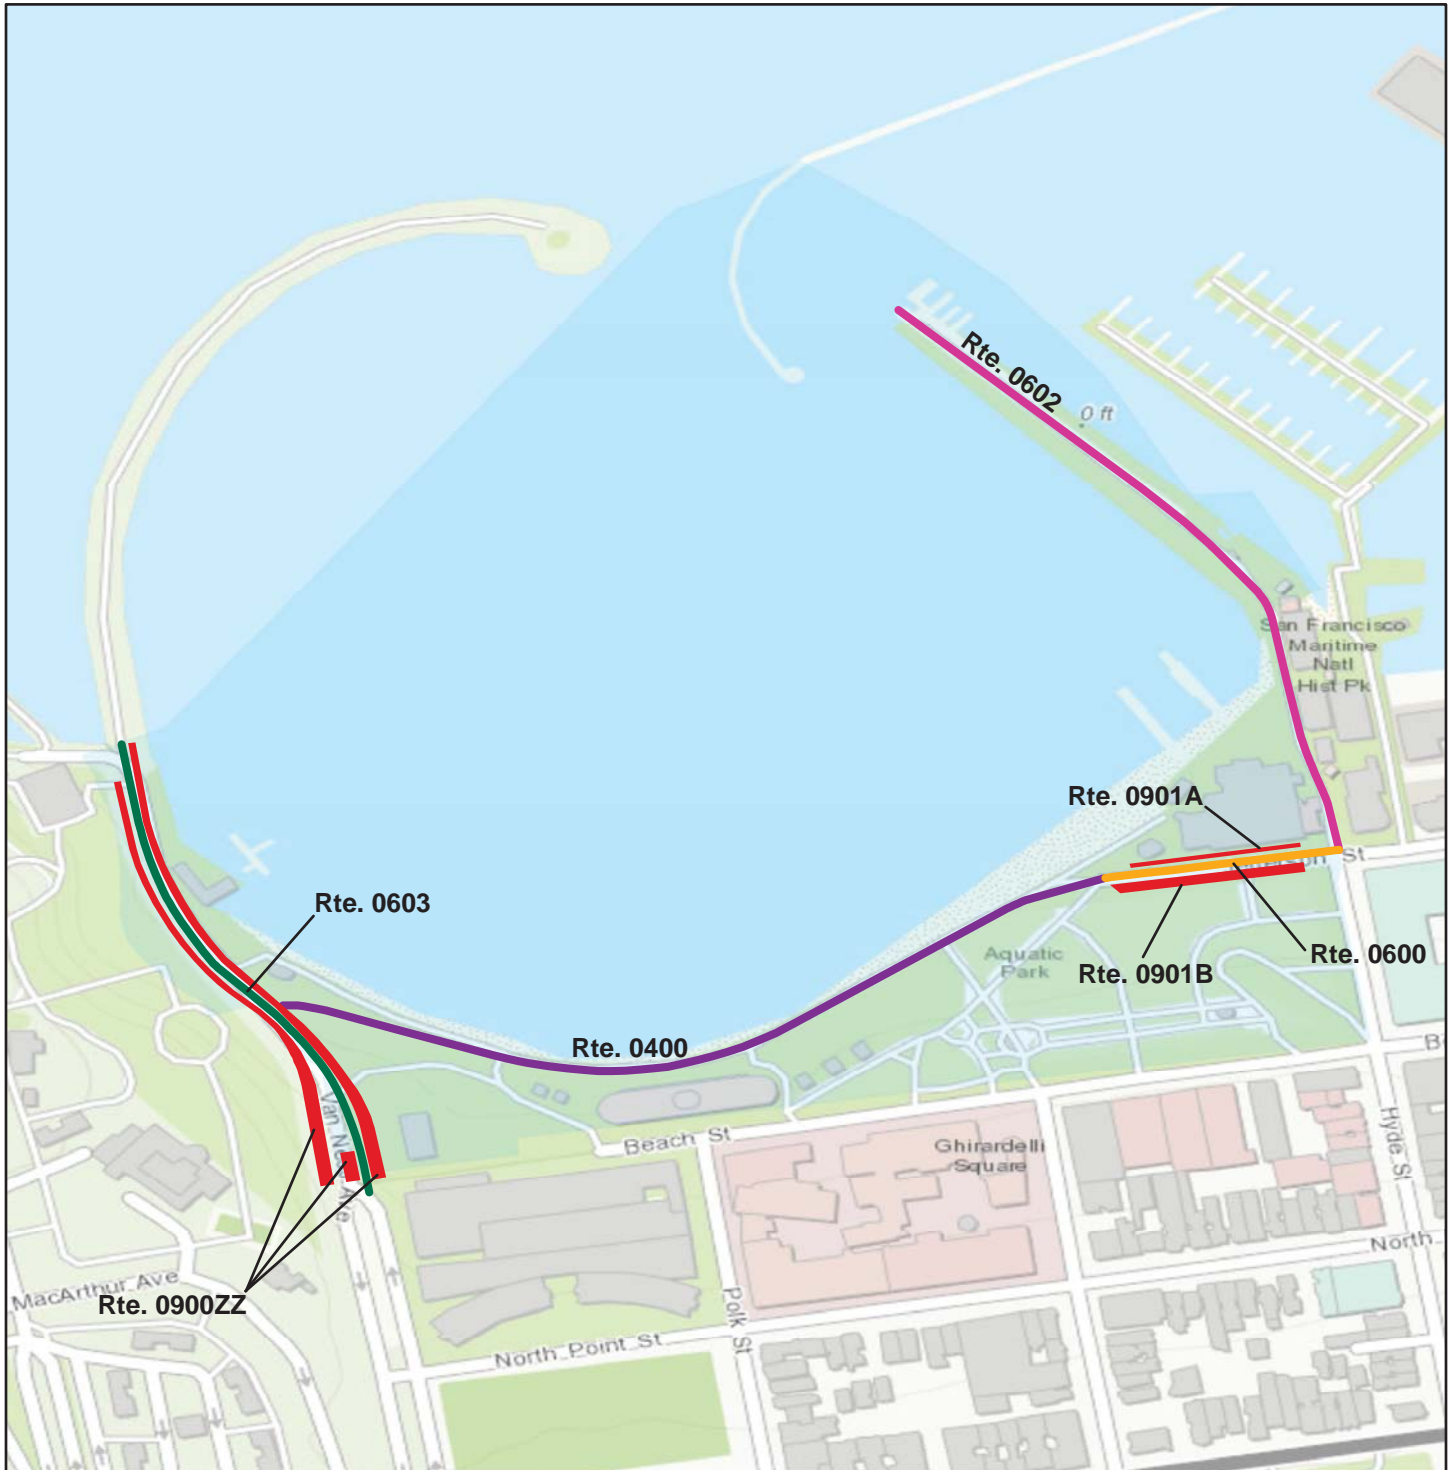 Rte. 0602
0 ft
San Francisco
Maritime
Natl
Hist Pk
Rte. 0901A
St
Rte. 0603
Aquatic
Park
Rte. 0901B
Rte. 0600
Rte. 0400
Beach St
Ghirardelli
Square
Hyde St
Van Ness Ave
North
MacArthur Ave
Rte. 0900ZZ
Polk St
North Point St